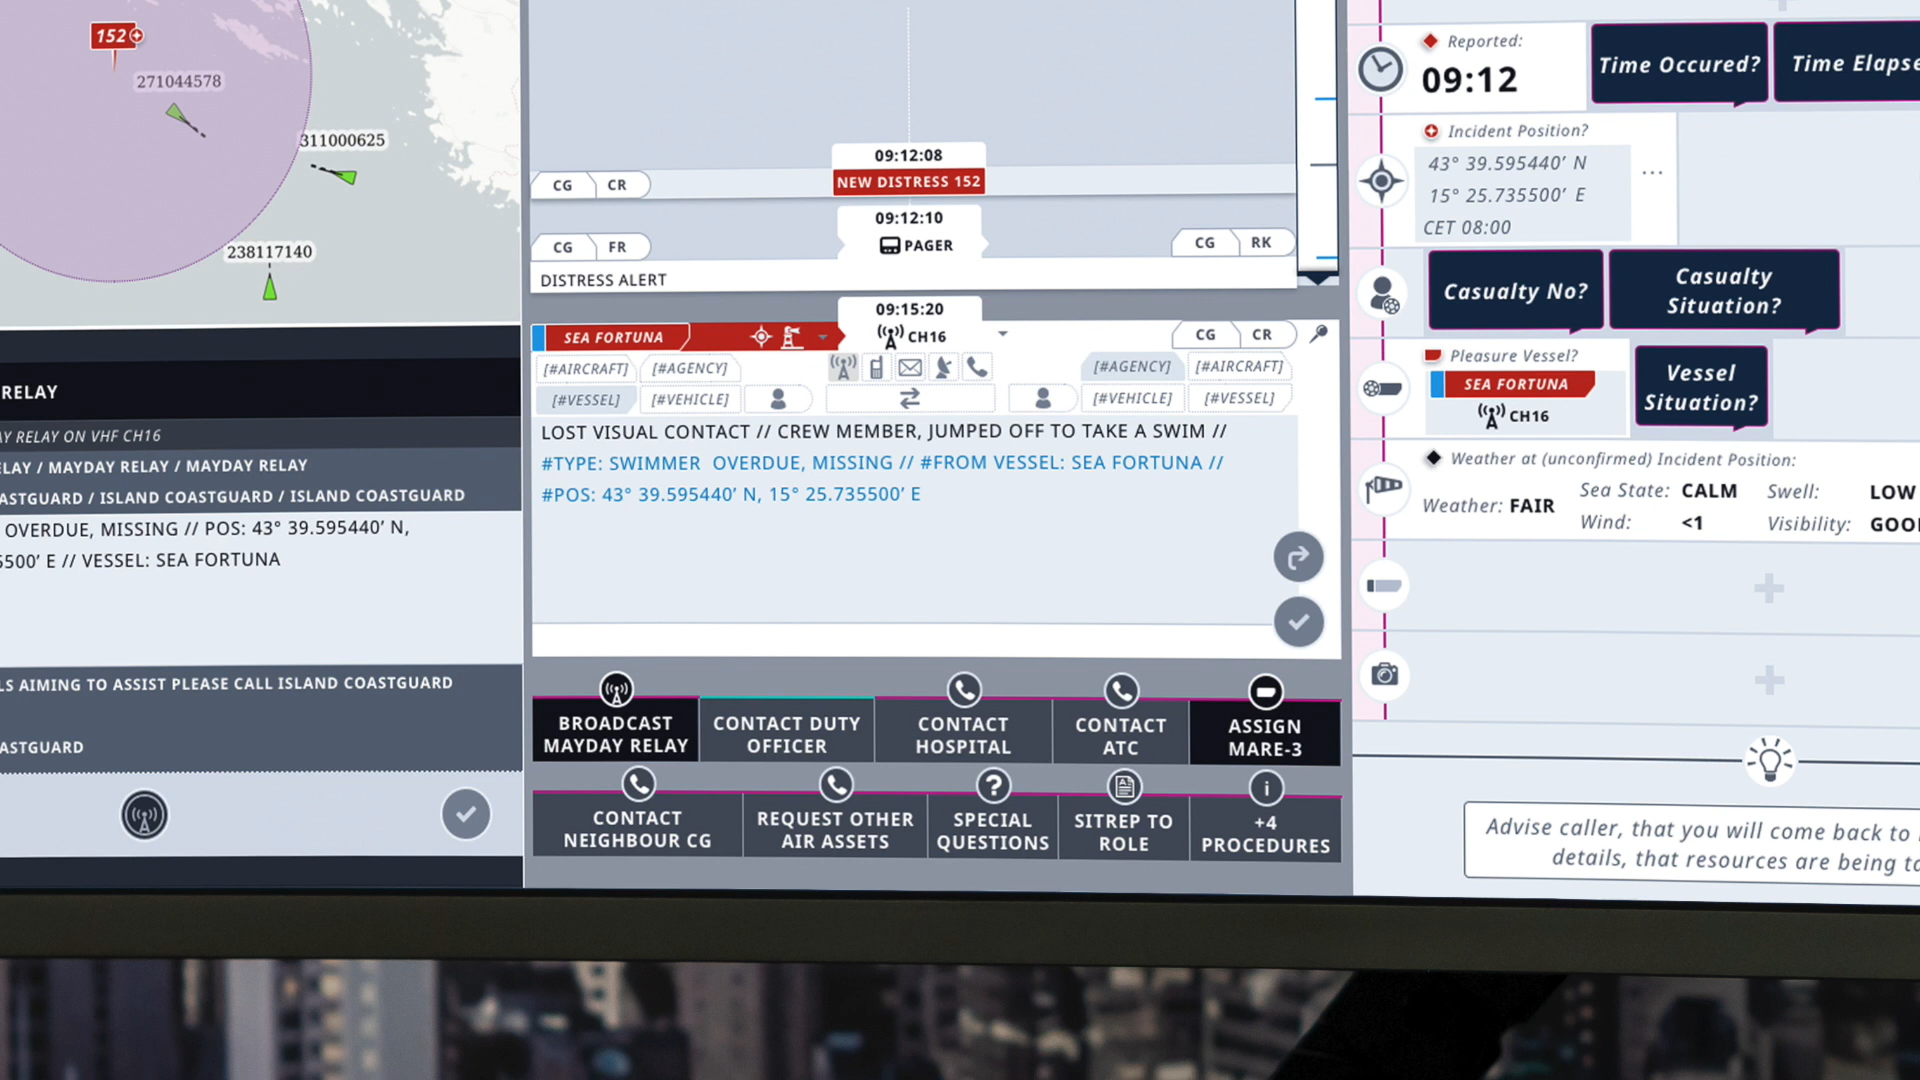 152
271044578
311000625
238117140
RELAY
RELAY ON VHF CH16
/ MAYDAY RELAY / MAYDAY RELAY
/ ISLAND COASTGUARD / ISLAND COASTGUARD
OVERDUE, MISSING // POS: 43° 39.595440’ N,
5500’ E // VESSEL: SEA FORTUNA
LS AIMING TO ASSIST PLEASE CALL ISLAND COASTGUARD
ASTGUARD
09:12:08
CG CR NEW DISTRESS 152
09:12:10
CG FR PAGER CG RK
DISTRESS ALERT
09:15:20
SEA FORTUNA CH16 CG CR
[#AIRCRAFT] [#AGENCY] [#AGENCY] [#AIRCRAFT]
[#VESSEL] [#VEHICLE] [#VEHICLE] [#VESSEL]
LOST VISUAL CONTACT // CREW MEMBER, JUMPED OFF TO TAKE A SWIM //
#TYPE: SWIMMER OVERDUE, MISSING // #FROM VESSEL: SEA FORTUNA //
#POS: 43° 39.595440’ N, 15° 25.735500’ E
BROADCAST
MAYDAY RELAY
CONTACT DUTY
OFFICER
CONTACT
HOSPITAL
CONTACT
ATC
ASSIGN
MARE-3
CONTACT
NEIGHBOUR CG
REQUEST OTHER
AIR ASSETS
SPECIAL
QUESTIONS
SITREP TO
ROLE
+4
PROCEDURES
Reported:
09:12
Time Occured?
Time Elapse
Incident Position?
43° 39.595440’ N
15° 25.735500’ E
CET 08:00
...
Casualty No?
Casualty
Situation?
Pleasure Vessel?
SEA FORTUNA
CH16
Vessel
Situation?
Weather at (unconfirmed) Incident Position:
Weather: FAIR
Sea State: CALM Swell: LOW
Wind: <1 Visibility: GOO
Advise caller, that you will come back to
details, that resources are being ta